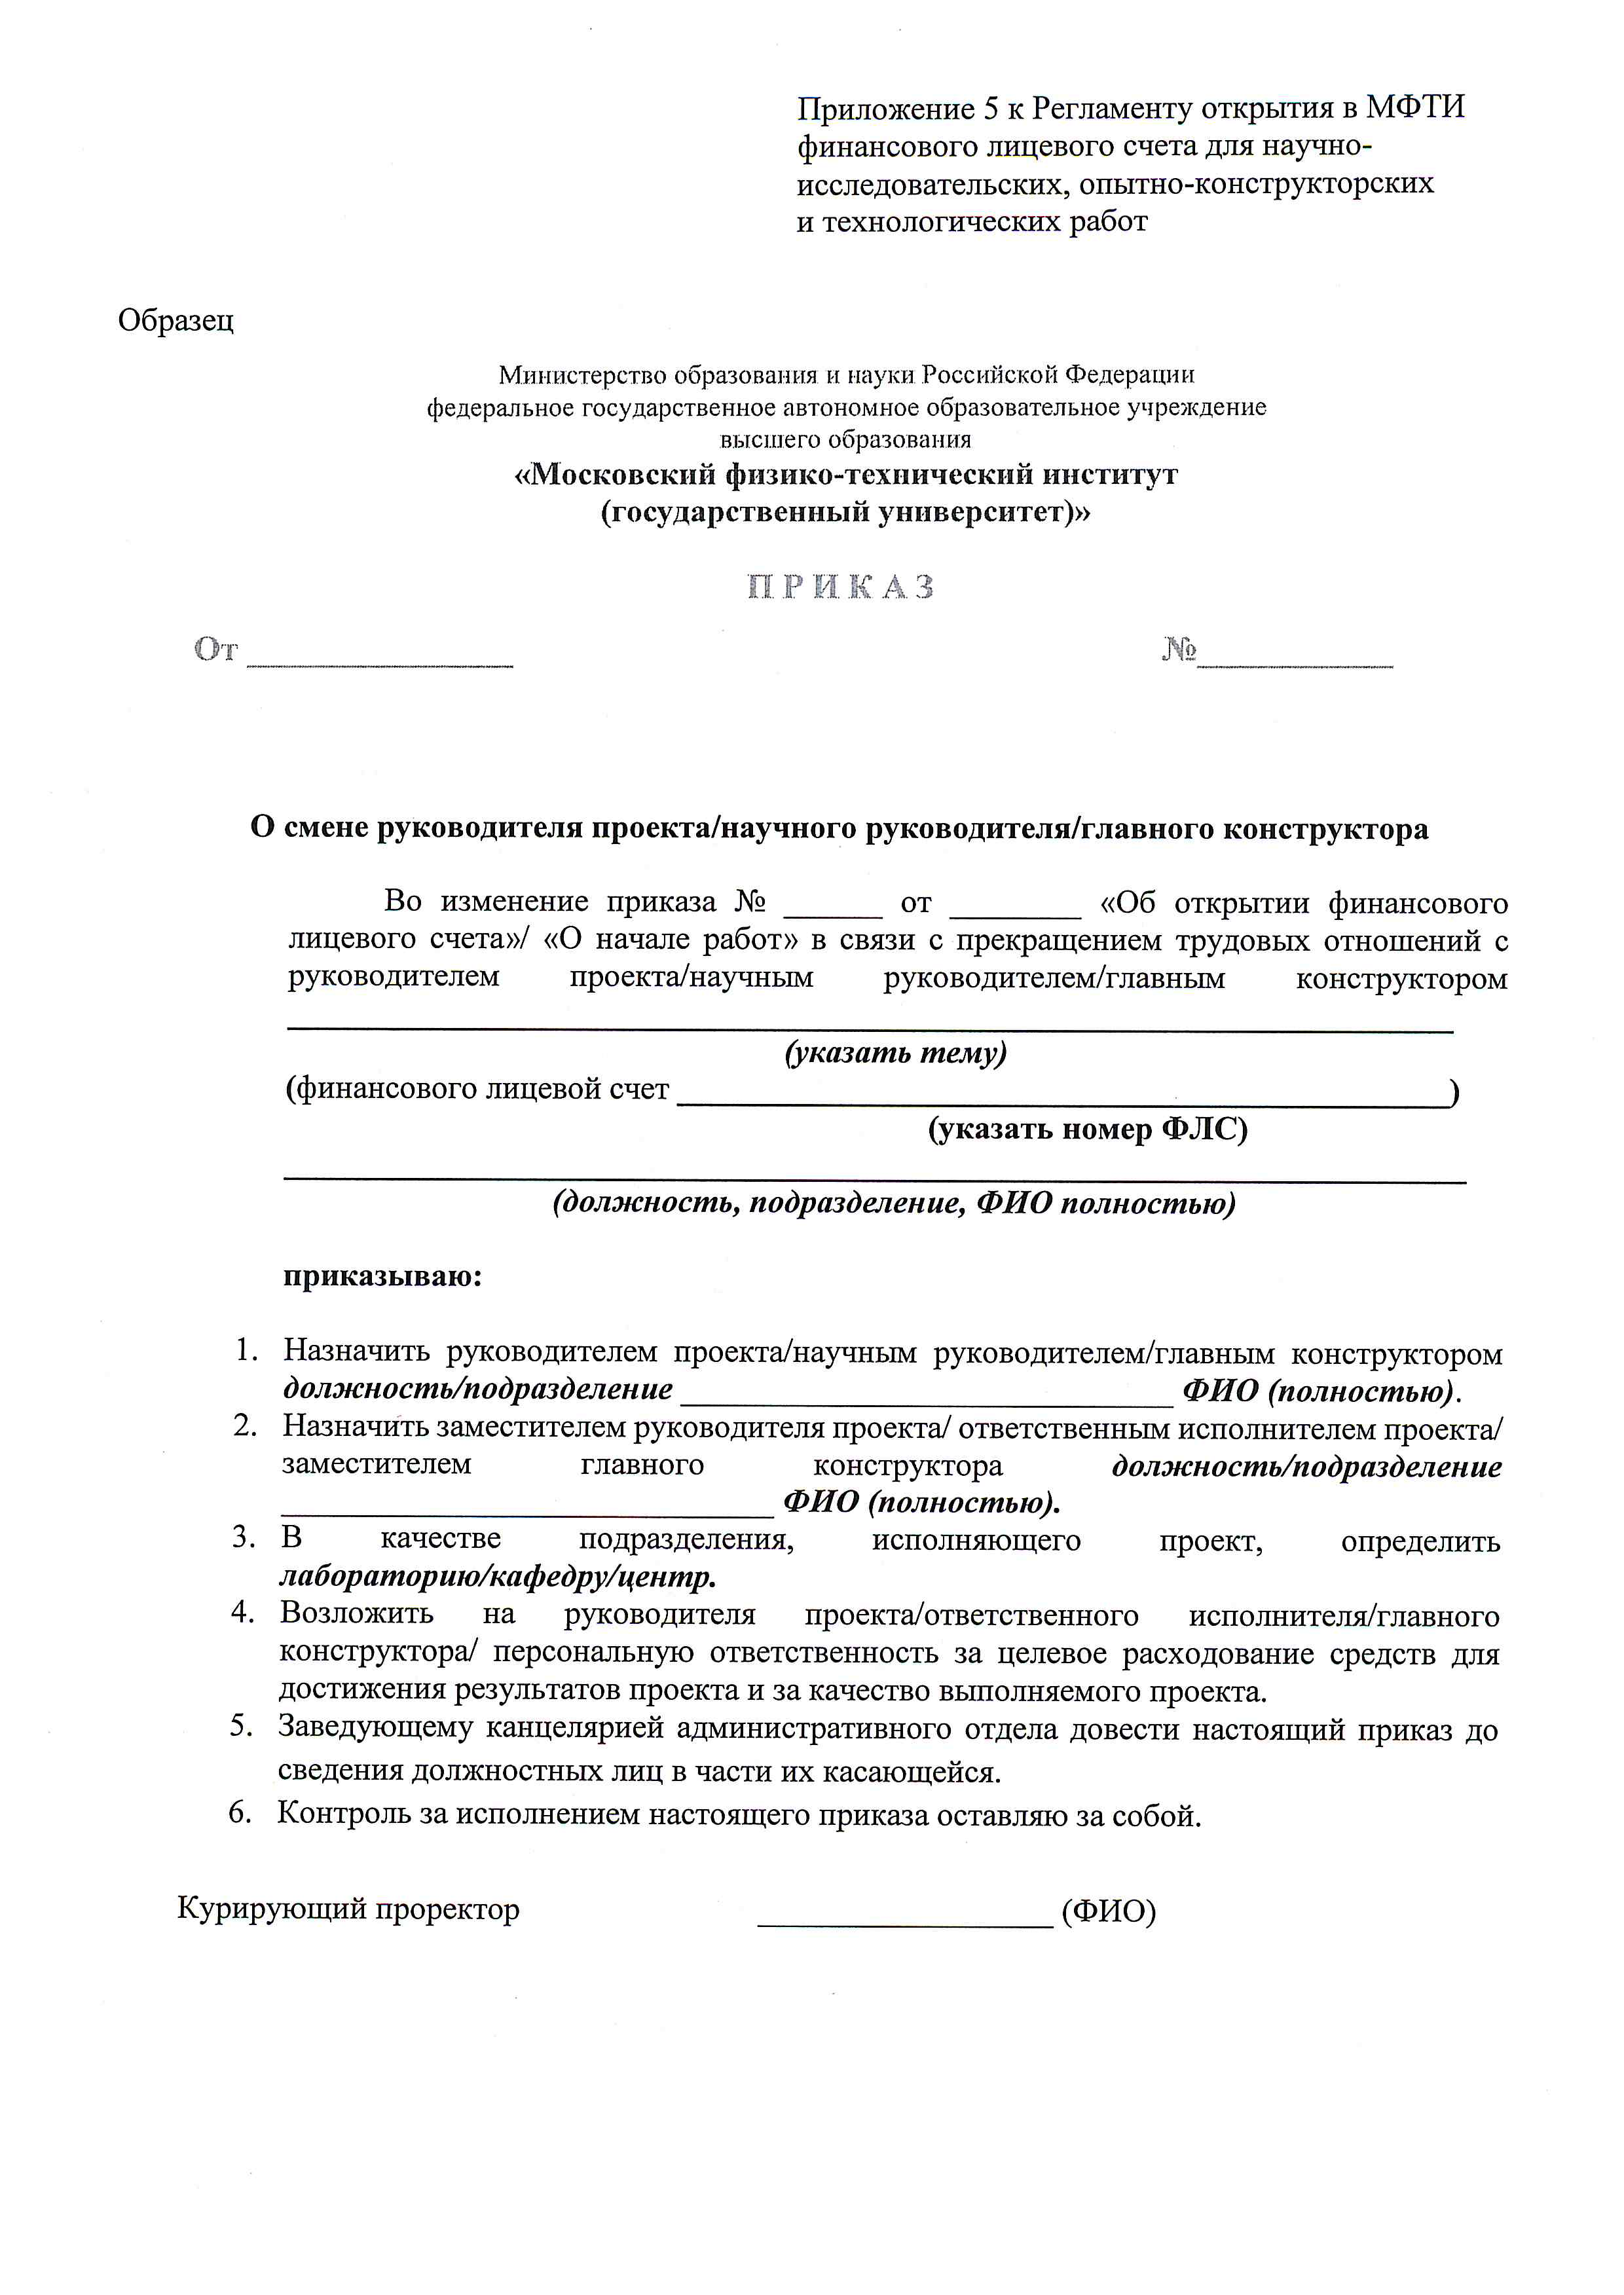 Приложение 5 к Регламенту открытия в МФТИ
финансового лицевого счета для научно-
исследовательских, опытно-конструкторских
и технологических работ
Образец
Министерство образования и науки Российской Федерации
федеральное государственное автономное образовательное учреждение
высшего образования
«Московский физико-технический институт
(государственный университет)»
П Р И К А З
От ________________ №____________
О смене руководителя проекта/научного руководителя/главного конструктора
Во изменение приказа № ______ от ________ «Об открытии финансового
лицевого счета»/ «О начале работ» в связи с прекращением трудовых отношений с
руководителем проекта/научным руководителем/главным конструктором
(указать тему)
(финансового лицевой счет ______________________________________________)
(указать номер ФЛС)
(должность, подразделение, ФИО полностью)
приказываю:
1. Назначить руководителем проекта/научным руководителем/главным конструктором
должность/подразделение ______________________________ ФИО (полностью).
2. Назначить заместителем руководителя проекта/ ответственным исполнителем проекта/
заместителем главного конструктора должность/подразделение
______________________________ ФИО (полностью).
3. В качестве подразделения, исполняющего проект, определить
лабораторию/кафедру/центр.
4. Возложить на руководителя проекта/ответственного исполнителя/главного
конструктора/ персональную ответственность за целевое расходование средств для
достижения результатов проекта и за качество выполняемого проекта.
5. Заведующему канцелярией административного отдела довести настоящий приказ до
сведения должностных лиц в части их касающейся.
6. Контроль за исполнением настоящего приказа оставляю за собой.
Курирующий проректор __________________ (ФИО)